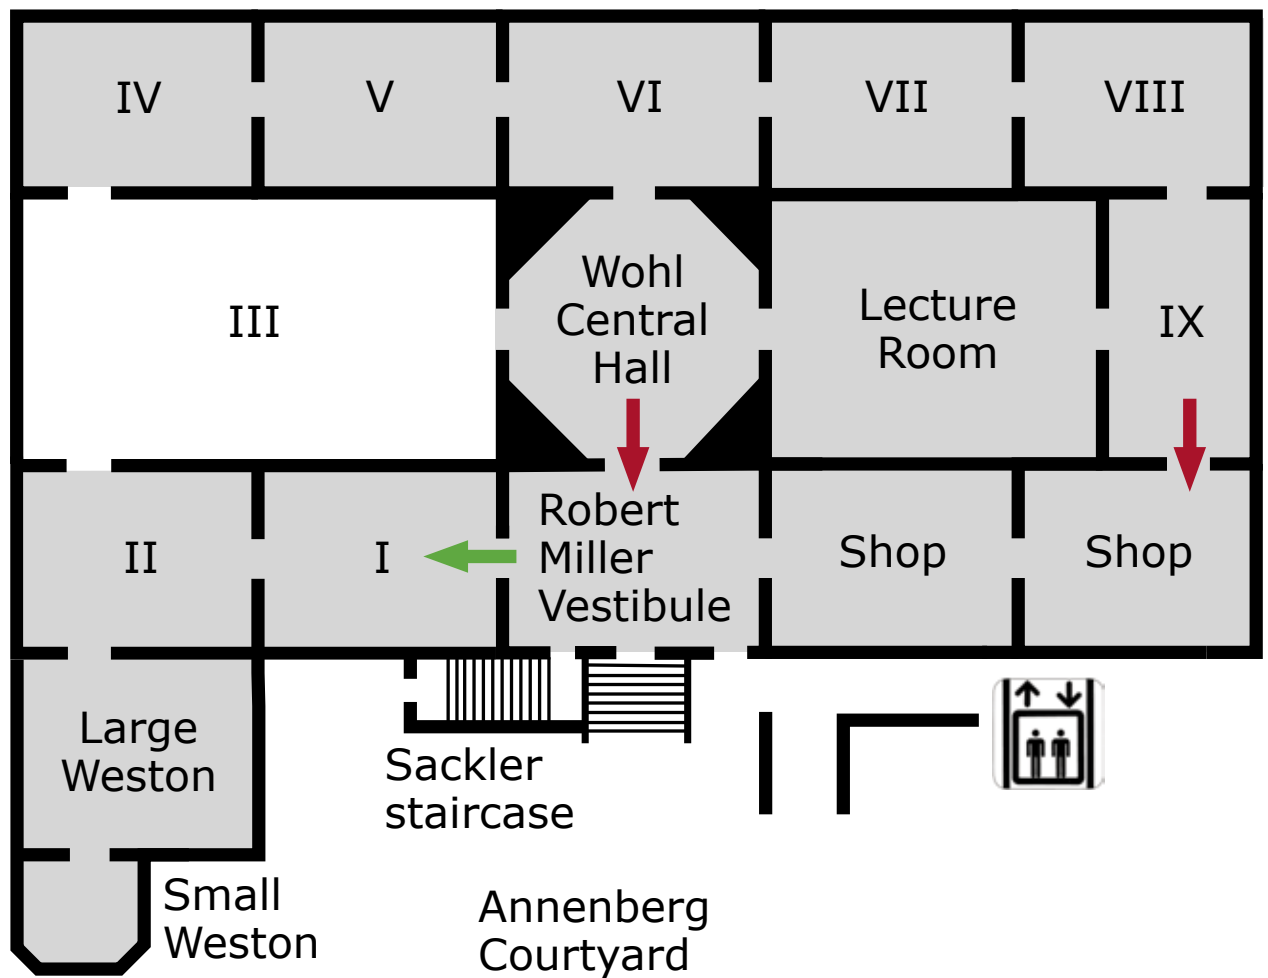 IV
V
VI
VII
VIII
III
Wohl
Central
Hall
Lecture
Room
IX
II
I
Robert
Miller
Vestibule
Shop
Shop
Large
Weston
Sackler
staircase
Small
Weston
Annenberg
Courtyard